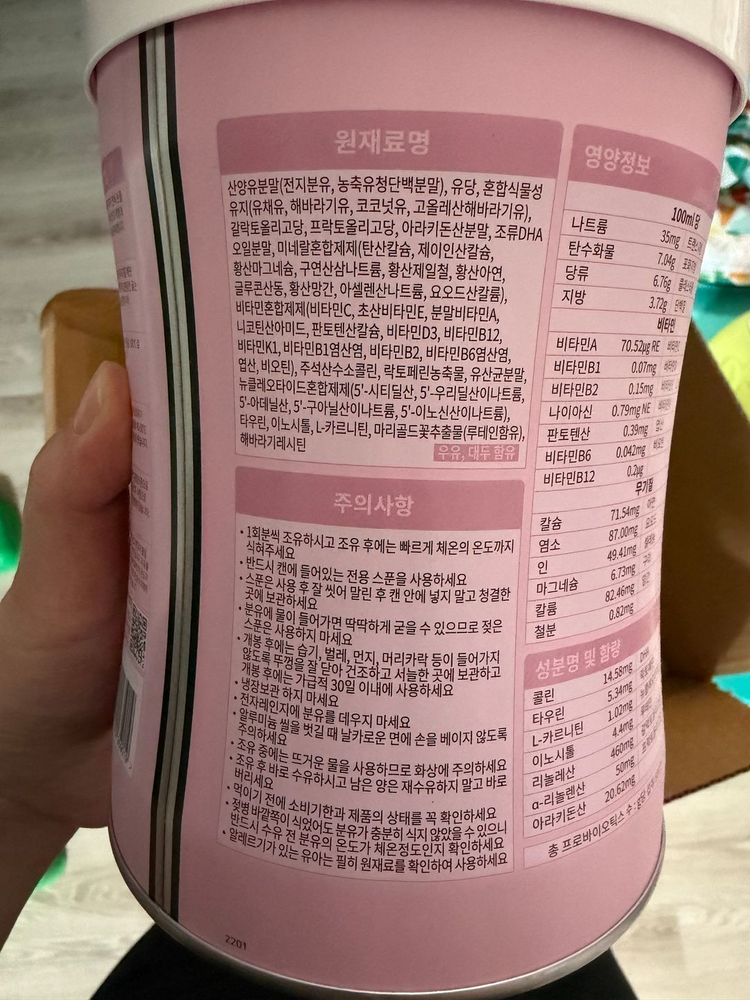 원재료명
산양유분말(전지분유, 농축유청단백분말), 유당, 혼합식물성
유지(유채유, 해바라기유, 코코넛유, 고올레산해바라기유),
갈락토올리고당, 프락토올리고당, 아라키돈산분말, 조류DHA
오일분말, 미네랄혼합제제(탄산칼슘, 제이인산칼슘,
황산마그네슘, 구연산삼나트륨, 황산제일철, 황산아연,
글루콘산동, 황산망간, 아셀렌산나트륨, 요오드산칼륨),
비타민혼합제제(비타민C, 초산비타민E, 분말비타민A,
니코틴산아미드, 판토텐산칼슘, 비타민D3, 비타민B12,
비타민K1, 비타민B1염산염, 비타민B2, 비타민B6염산염,
엽산, 비오틴), 주석산수소콜린, 락토페린농축물, 유산균분말,
뉴클레오타이드혼합제제(5'-시티딜산, 5'-우리딜산이나트륨,
5'-아데닐산, 5'-구아닐산이나트륨, 5'-이노신산이나트륨),
타우린, 이노시톨, L-카르니틴, 마리골드꽃추출물(루테인함유),
해바라기레시틴
우유, 대두 함유
주의사항
• 1회분씩 조유하시고 조유 후에는 빠르게 체온의 온도까지
식혀주세요
• 반드시 캔에 들어있는 전용 스푼을 사용하세요
• 스푼은 사용 후 잘 씻어 말린 후 캔 안에 넣지 말고 청결한
곳에 보관하세요
• 분유에 물이 들어가면 딱딱하게 굳을 수 있으므로 젖은
스푼은 사용하지 마세요
• 개봉 후에는 습기, 벌레, 먼지, 머리카락 등이 들어가지
않도록 뚜껑을 잘 닫아 건조하고 서늘한 곳에 보관하고
개봉 후에는 가급적 30일 이내에 사용하세요
• 냉장보관 하지 마세요
• 전자레인지에 분유를 데우지 마세요
• 알루미늄 씰을 벗길 때 날카로운 면에 손을 베이지 않도록
주의하세요
• 조유 중에는 뜨거운 물을 사용하므로 화상에 주의하세요
• 조유 후 바로 수유하시고 남은 양은 재수유하지 말고 바로
버리세요
• 먹이기 전에 소비기한과 제품의 상태를 꼭 확인하세요
• 젖병 바깥쪽이 식었어도 분유가 충분히 식지 않았을 수 있으니
반드시 수유 전 분유의 온도가 체온정도인지 확인하세요
• 알레르기가 있는 유아는 필히 원재료를 확인하여 사용하세요
영양정보
100ml 당
나트륨 35mg
탄수화물 7.04g
당류 6.76g
지방 3.72g
비타민
비타민A 70.52μg RE
비타민B1 0.07mg
비타민B2 0.15mg
나이아신 0.79mg NE
판토텐산 0.39mg
비타민B6 0.042mg
비타민B12 0.2μg
무기질
칼슘 71.54mg
염소 87.00mg
인 49.41mg
마그네슘 6.73mg
칼륨 82.46mg
철분 0.82mg
성분명 및 함량
콜린 14.58mg
타우린 5.34mg
L-카르니틴 1.02mg
이노시톨 4.4mg
리놀레산 460mg
α-리놀렌산 50mg
아라키돈산 20.62mg
총 프로바이오틱스 수 :
2201